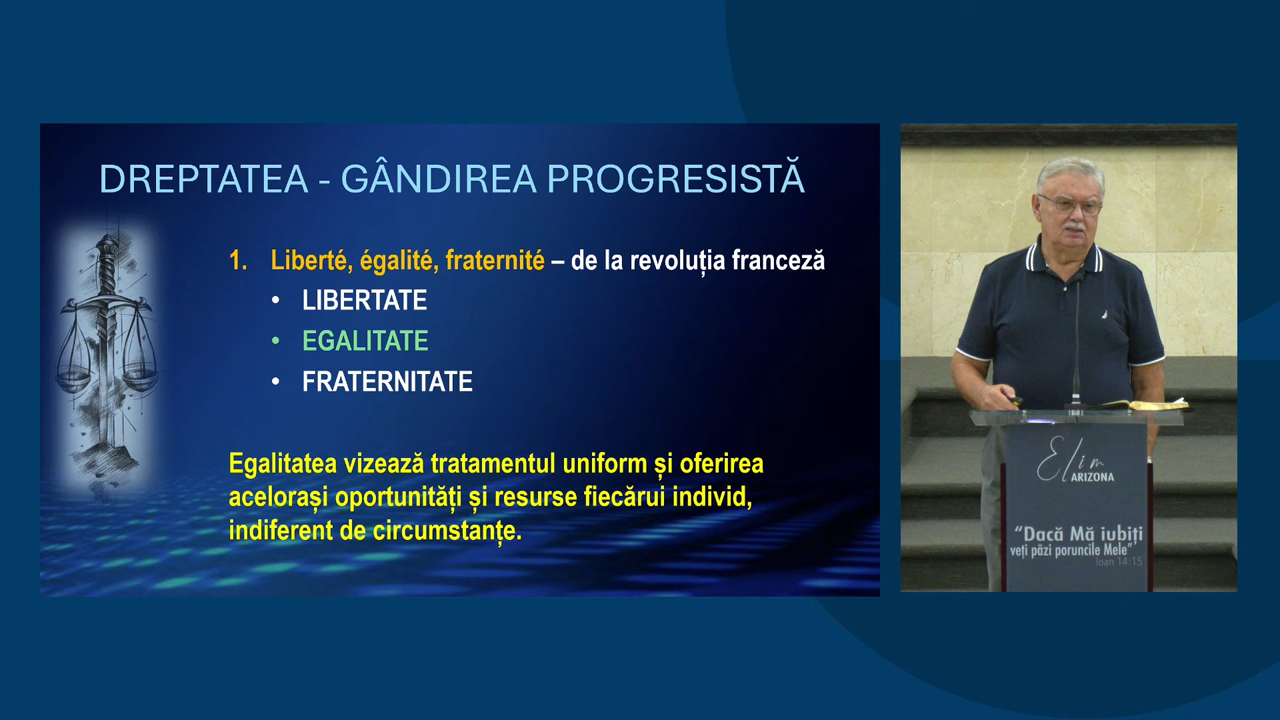 DREPTATEA - GÂNDIREA PROGRESISTĂ
1. Liberté, égalité, fraternité – de la revoluția franceză
• LIBERTATE
• EGALITATE
• FRATERNITATE
Egalitatea vizează tratamentul uniform și oferirea
acelorași oportunități și resurse fiecărui individ,
indiferent de circumstanțe.
Elim
ARIZONA
“Dacă Mă iubiți
veți păzi poruncile Mele”
Ioan 14:15